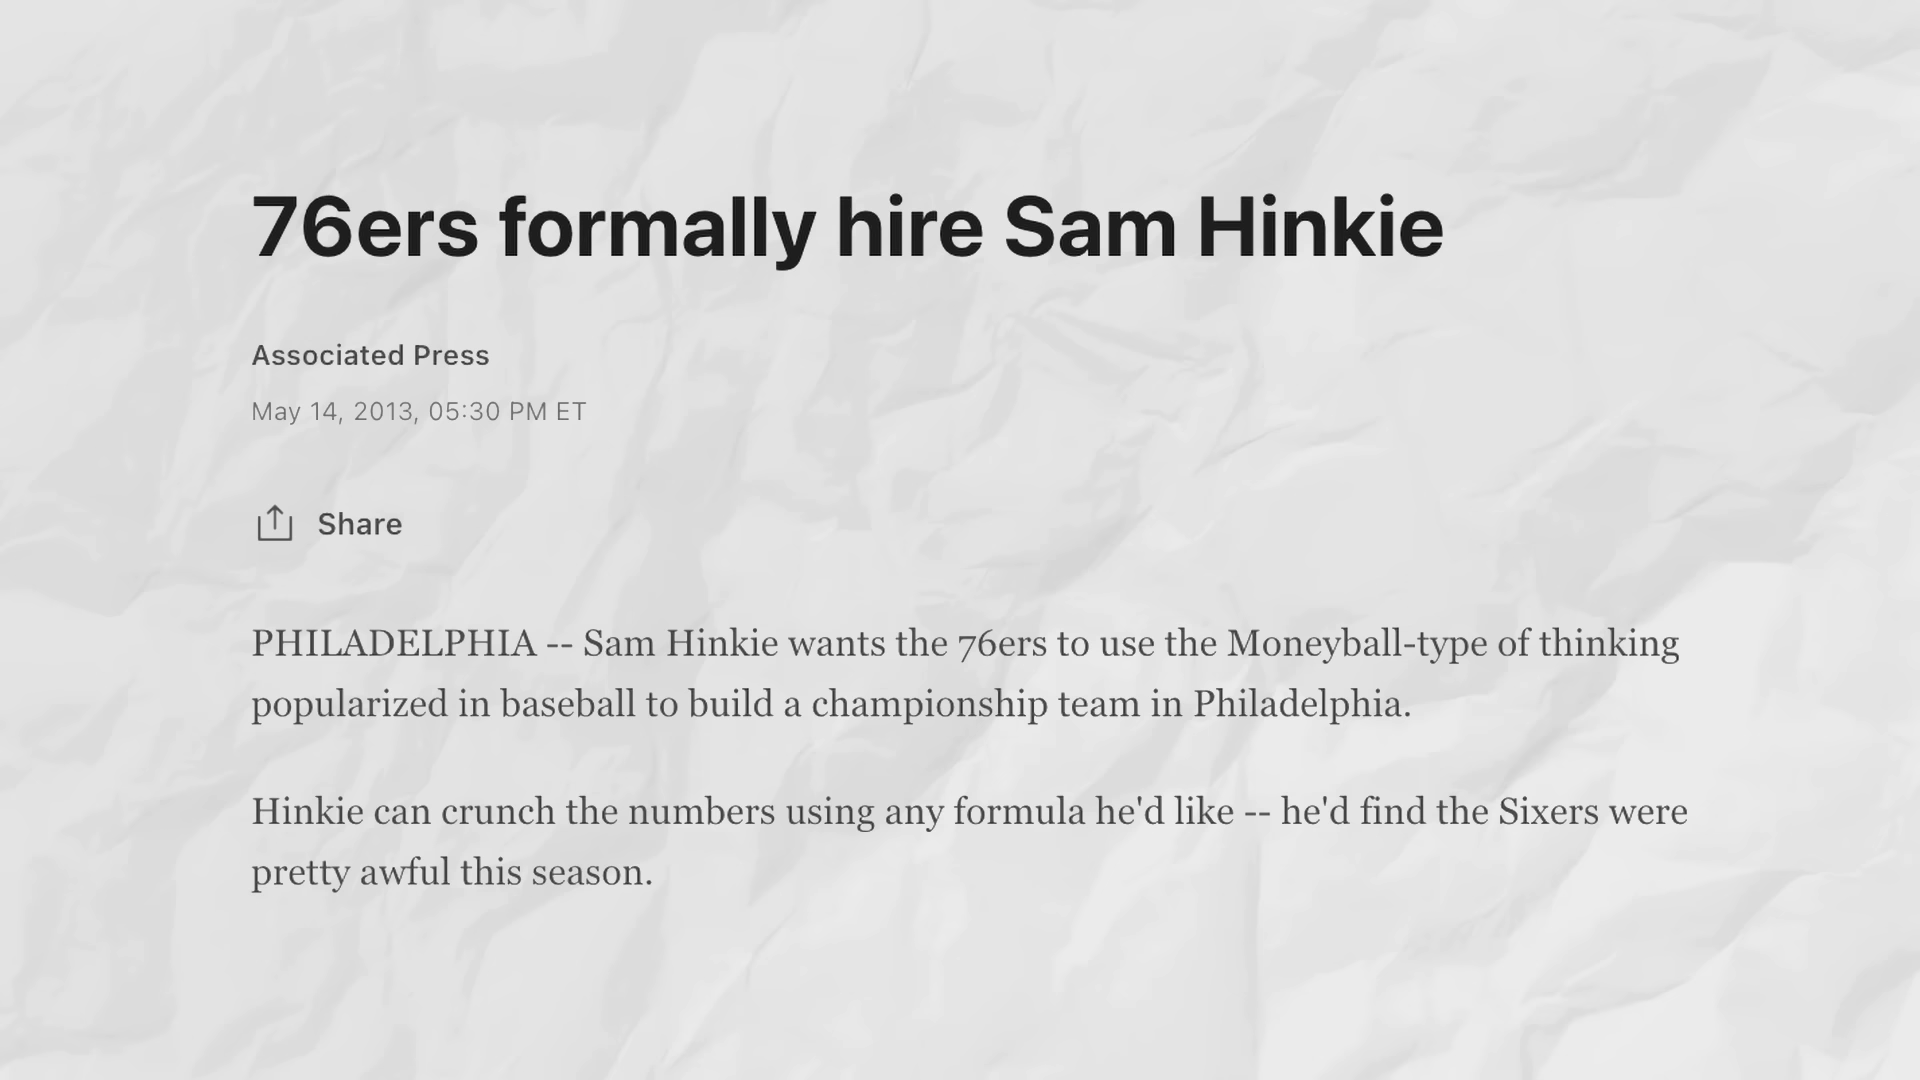 76ers formally hire Sam Hinkie
Associated Press
May 14, 2013, 05:30 PM ET
Share
PHILADELPHIA -- Sam Hinkie wants the 76ers to use the Moneyball-type of thinking
popularized in baseball to build a championship team in Philadelphia.
Hinkie can crunch the numbers using any formula he'd like -- he'd find the Sixers were
pretty awful this season.